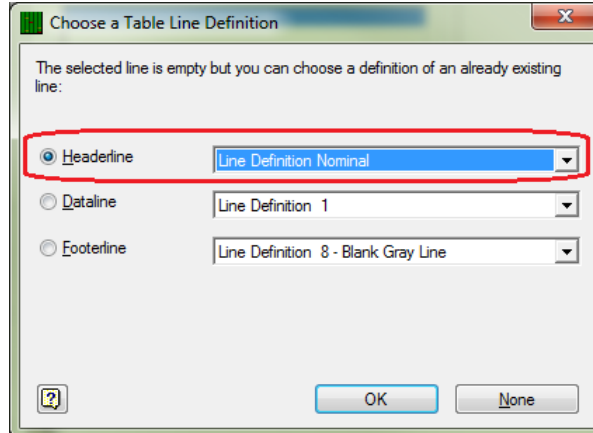 Choose a Table Line Definition
x
The selected line is empty but you can choose a definition of an already existing
line:
Headerline Line Definition Nominal
Dataline Line Definition 1
Footerline Line Definition 8 - Blank Gray Line
?
OK None